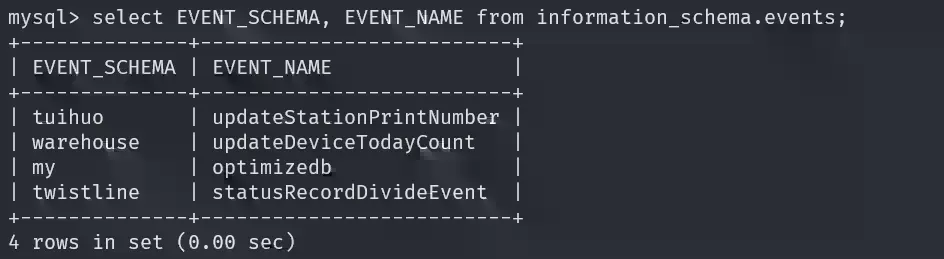 mysql> select EVENT_SCHEMA, EVENT_NAME from information_schema.events;
+--------------+--------------------------+
| EVENT_SCHEMA | EVENT_NAME               |
+--------------+--------------------------+
| tuihuo       | updateStationPrintNumber |
| warehouse    | updateDeviceTodayCount   |
| my           | optimizedb               |
| twistline    | statusRecordDivideEvent  |
+--------------+--------------------------+
4 rows in set (0.00 sec)